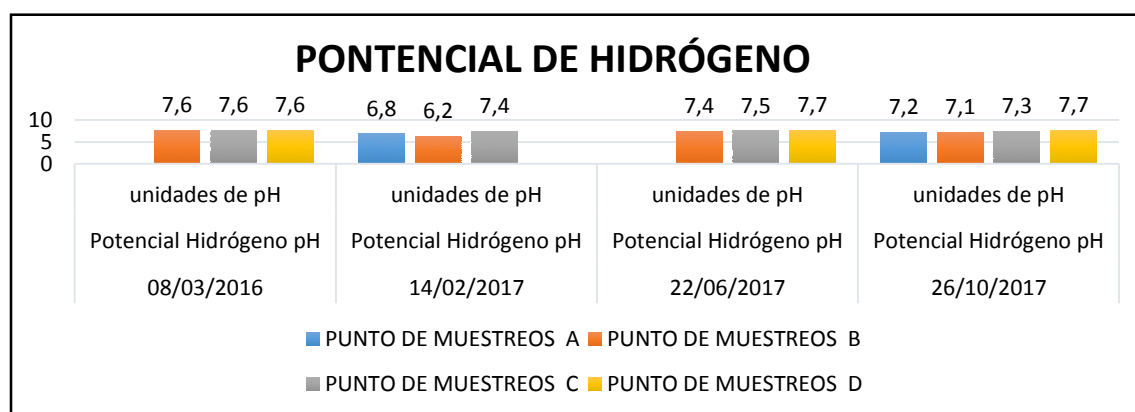 PONTENCIAL DE HIDRÓGENO
7,6 7,6 7,6 6,8 6,2 7,4 7,4 7,5 7,7 7,2 7,1 7,3 7,7
10
5
0
unidades de pH unidades de pH unidades de pH unidades de pH
Potencial Hidrógeno pH Potencial Hidrógeno pH Potencial Hidrógeno pH Potencial Hidrógeno pH
08/03/2016 14/02/2017 22/06/2017 26/10/2017
PUNTO DE MUESTREOS A PUNTO DE MUESTREOS B
PUNTO DE MUESTREOS C PUNTO DE MUESTREOS D